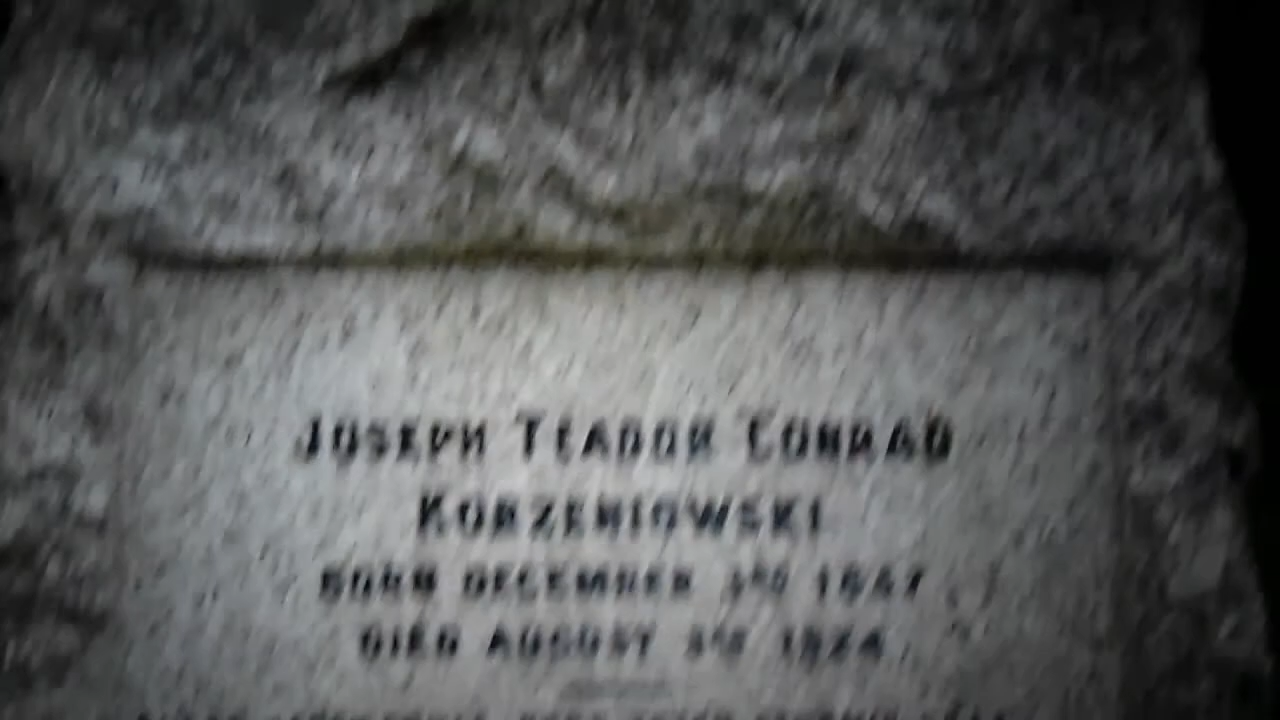 JOSEPH TEADOR CONRAD
KORZENIOWSKI
BORN DECEMBER 3RD 1857
DIED AUGUST 3RD 1924